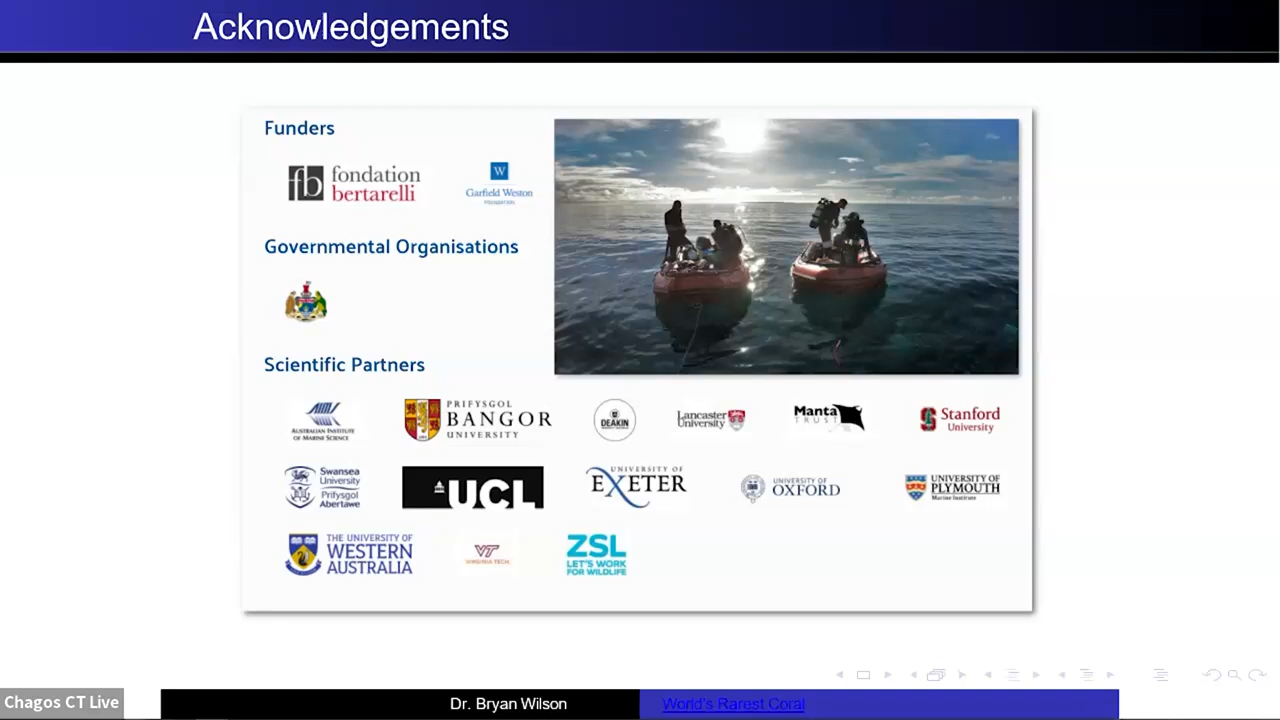 Acknowledgements
Funders
fb fondation
bertarelli
W
Garfield Weston
FOUNDATION
Governmental Organisations
Scientific Partners
AUSTRALIAN INSTITUTE
OF MARINE SCIENCE
PRIFYSGOL
BANGOR
UNIVERSITY
DEAKIN
Lancaster
University
Manta
TRUST
Stanford
University
Swansea
University
Prifysgol
Abertawe
UCL
UNIVERSITY OF
EXETER
UNIVERSITY OF
OXFORD
UNIVERSITY OF
PLYMOUTH
Marine Institute
THE UNIVERSITY OF
WESTERN
AUSTRALIA
VT
VIRGINIA TECH
ZSL
LET'S WORK
FOR WILDLIFE
Chagos CT Live
Dr. Bryan Wilson
World's Rarest Coral